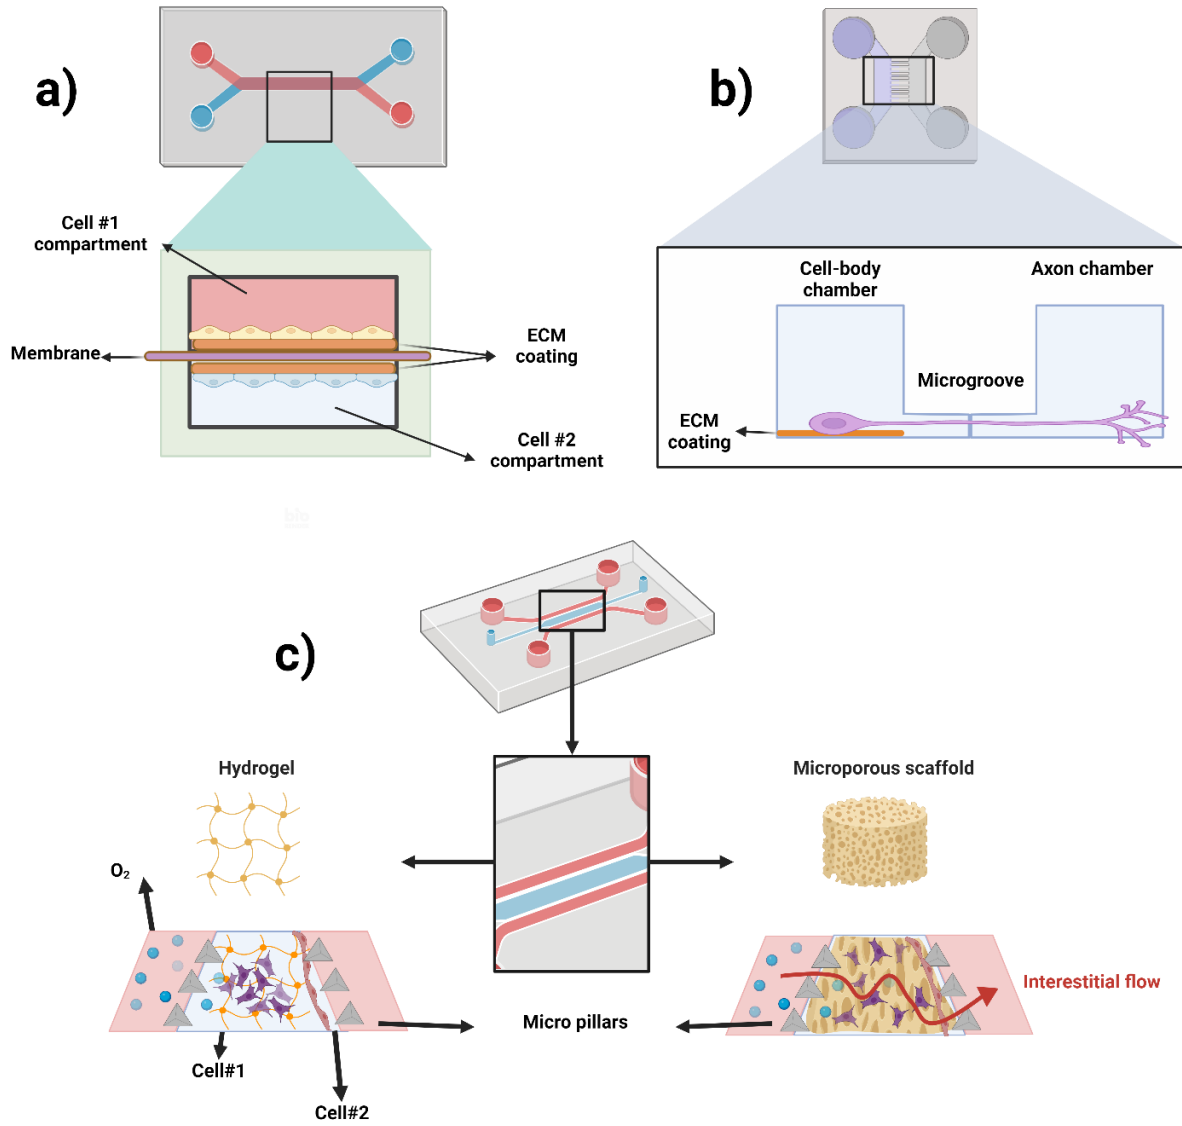 a)
Cell #1
compartment
Membrane
ECM
coating
Cell #2
compartment
b)
Cell-body
chamber
Axon chamber
Microgroove
ECM
coating
c)
Hydrogel
Microporous scaffold
O₂
Interestitial flow
Micro pillars
Cell#1
Cell#2